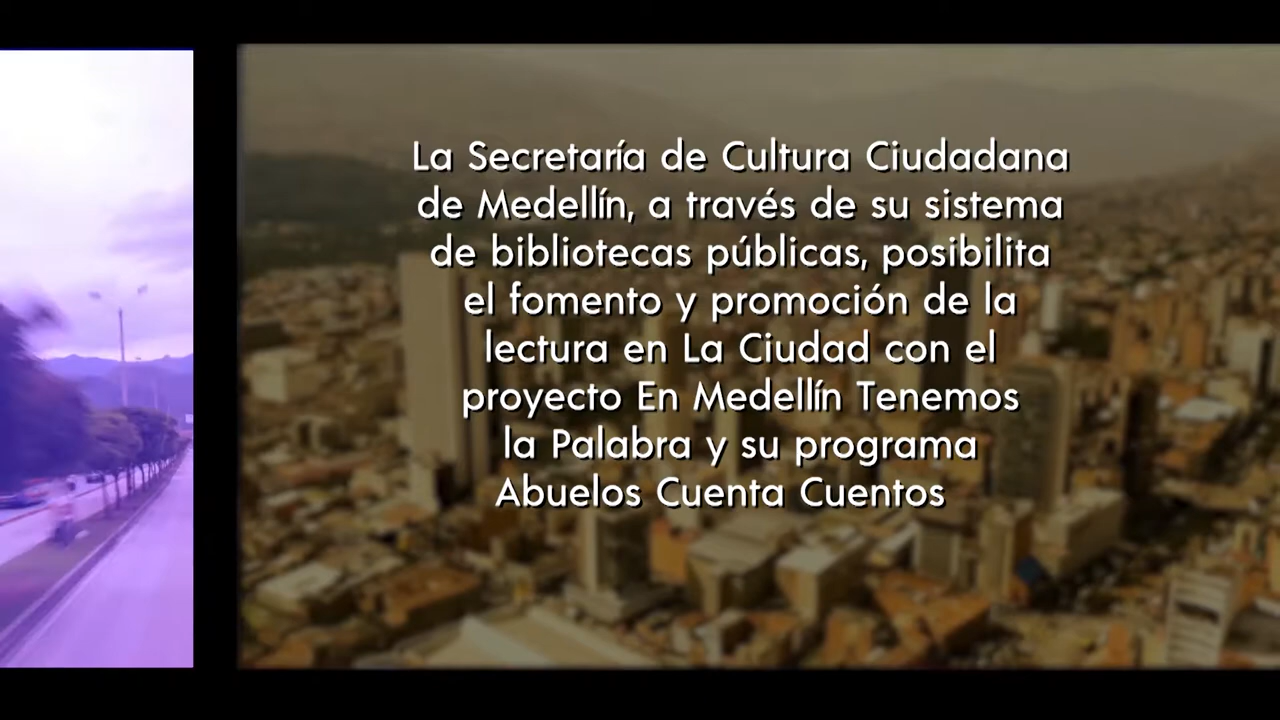 La Secretaría de Cultura Ciudadana
de Medellín, a través de su sistema
de bibliotecas públicas, posibilita
el fomento y promoción de la
lectura en La Ciudad con el
proyecto En Medellín Tenemos
la Palabra y su programa
Abuelos Cuenta Cuentos